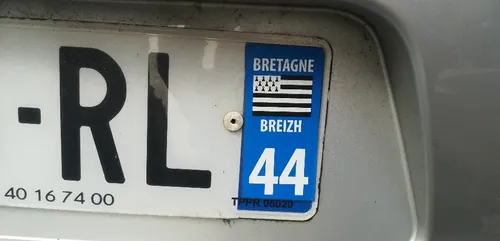 -RL
BRETAGNE
BREIZH
44
40 16 74 00
TPPR 06020